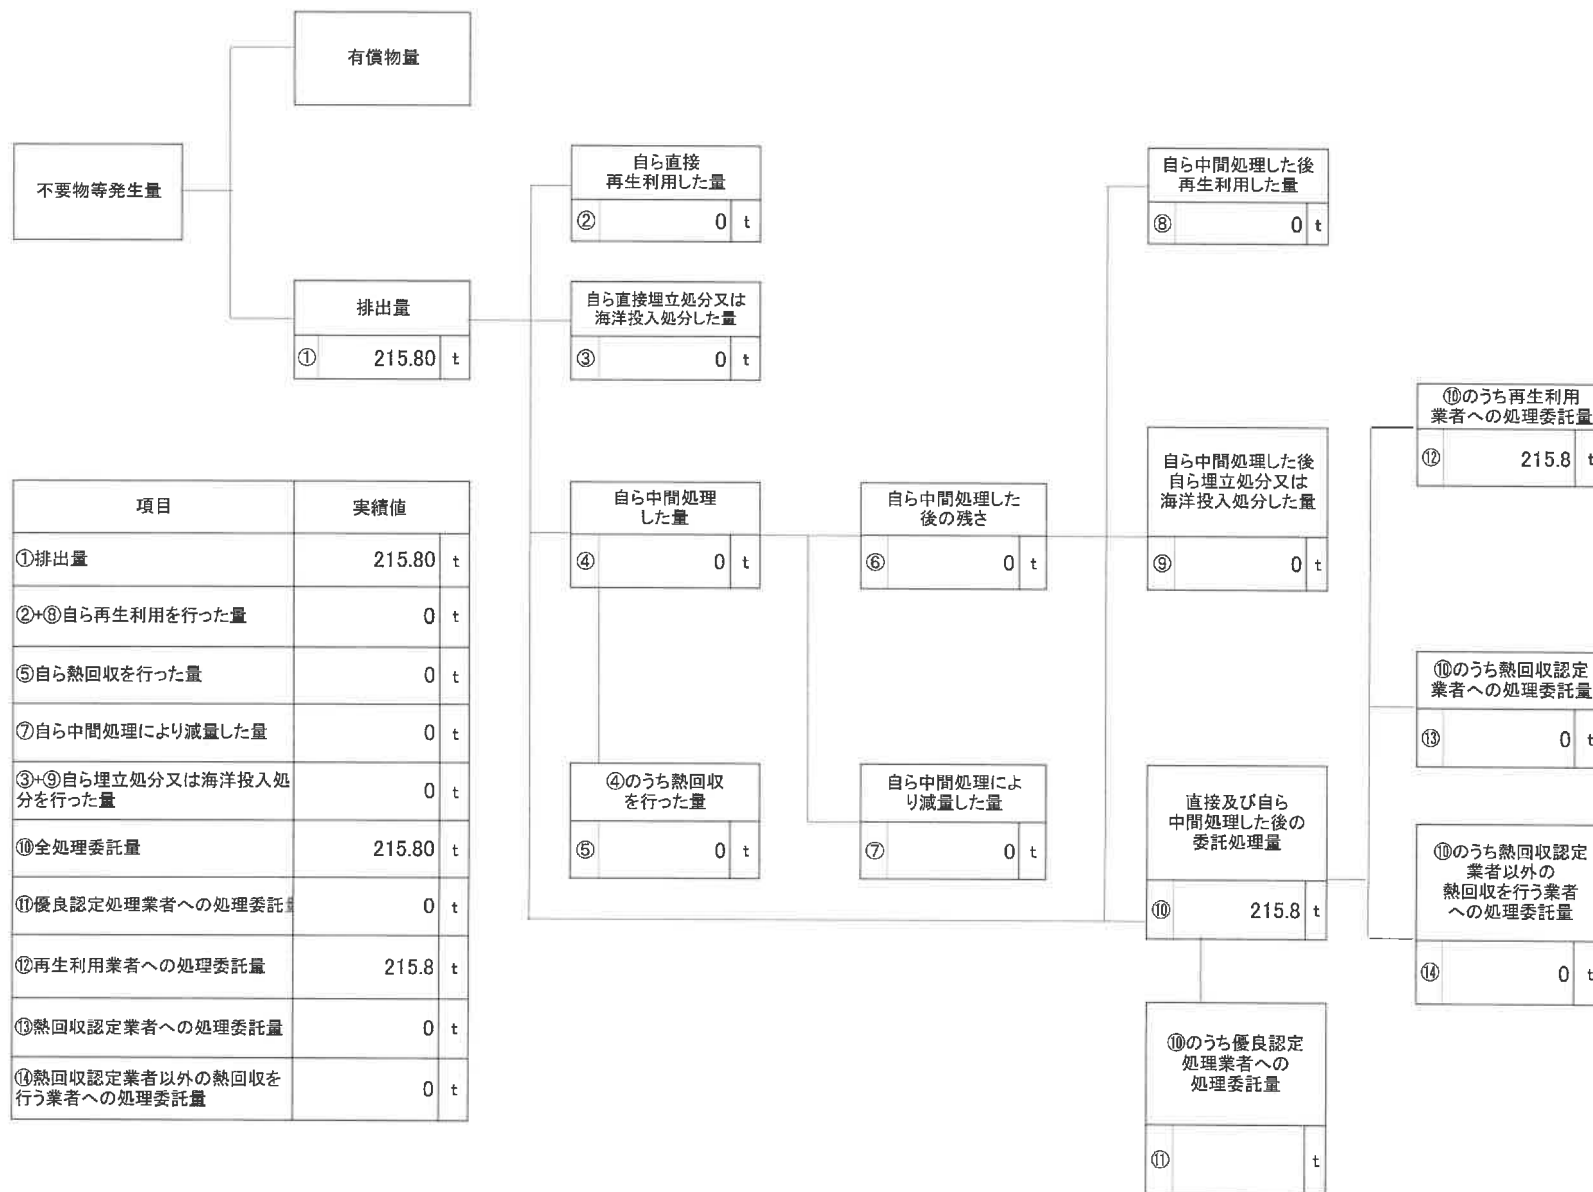 有償物量
不要物等発生量
排出量
① 215.80 t
自ら直接
再生利用した量
② 0 t
自ら直接埋立処分又は
海洋投入処分した量
③ 0 t
自ら中間処理
した量
④ 0 t
④のうち熱回収
を行った量
⑤ 0 t
自ら中間処理した
後の残さ
⑥ 0 t
自ら中間処理によ
り減量した量
⑦ 0 t
自ら中間処理した後
再生利用した量
⑧ 0 t
自ら中間処理した後
自ら埋立処分又は
海洋投入処分した量
⑨ 0 t
直接及び自ら
中間処理した後の
委託処理量
⑩ 215.8 t
⑩のうち優良認定
処理業者への
処理委託量
⑪ t
⑩のうち再生利用
業者への処理委託量
⑫ 215.8 t
⑩のうち熱回収認定
業者への処理委託量
⑬ 0 t
⑩のうち熱回収認定
業者以外の
熱回収を行う業者
への処理委託量
⑭ 0 t
項目 実績値
①排出量 215.80 t
②+⑧自ら再生利用を行った量 0 t
⑤自ら熱回収を行った量 0 t
⑦自ら中間処理により減量した量 0 t
③+⑨自ら埋立処分又は海洋投入処
分を行った量 0 t
⑩全処理委託量 215.80 t
⑪優良認定処理業者への処理委託量 0 t
⑫再生利用業者への処理委託量 215.8 t
⑬熱回収認定業者への処理委託量 0 t
⑭熱回収認定業者以外の熱回収を
行う業者への処理委託量 0 t